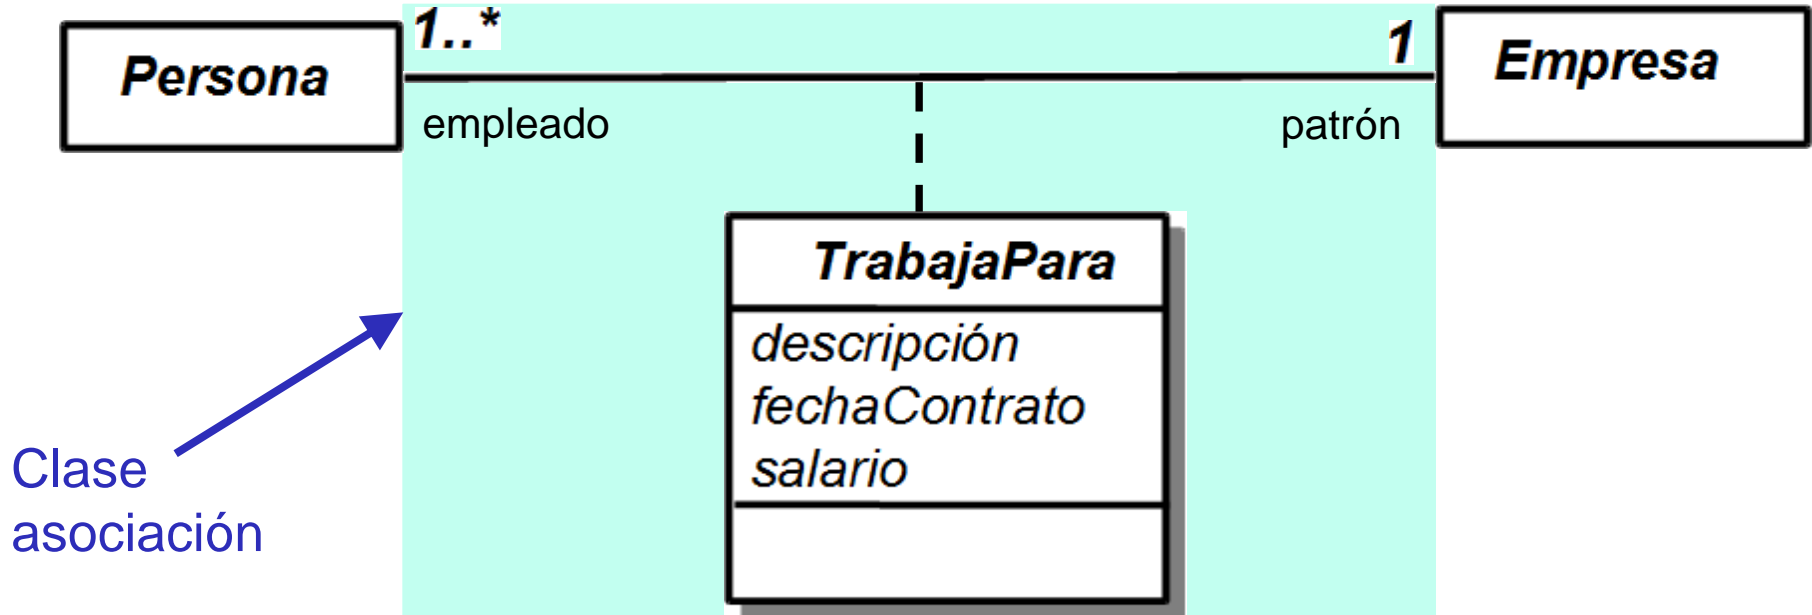 1..*
1
Persona
Empresa
empleado
patrón
TrabajaPara
descripción
fechaContrato
salario
Clase
asociación